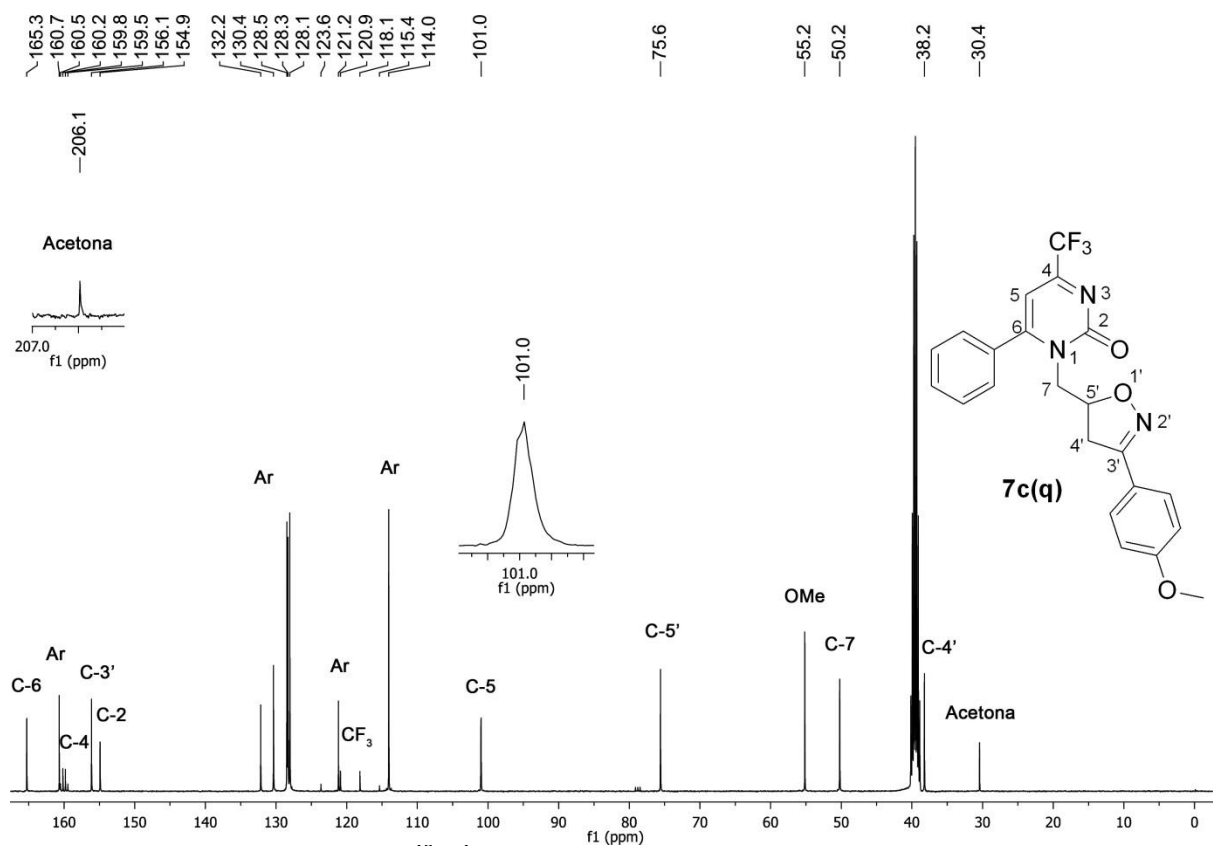 165.3
160.7
160.5
160.2
159.8
159.5
156.1
154.9
132.2
130.4
128.5
128.3
128.1
123.6
121.2
120.9
118.1
115.4
114.0
—101.0
—75.6
—55.2
—50.2
—38.2
—30.4
—206.1
Acetona
207.0
f1 (ppm)
—101.0
101.0
f1 (ppm)
CF3
4
5
N
3
6
2
N
1
O
7
5'
O
1'
N
2'
4'
3'
7c(q)
O
Ar
Ar
OMe
C-5'
C-7
C-4'
C-6
Ar
C-3'
C-4
C-2
Ar
CF3
C-5
Acetona
160 150 140 130 120 110 100 90 80 70 60 50 40 30 20 10 0
f1 (ppm)